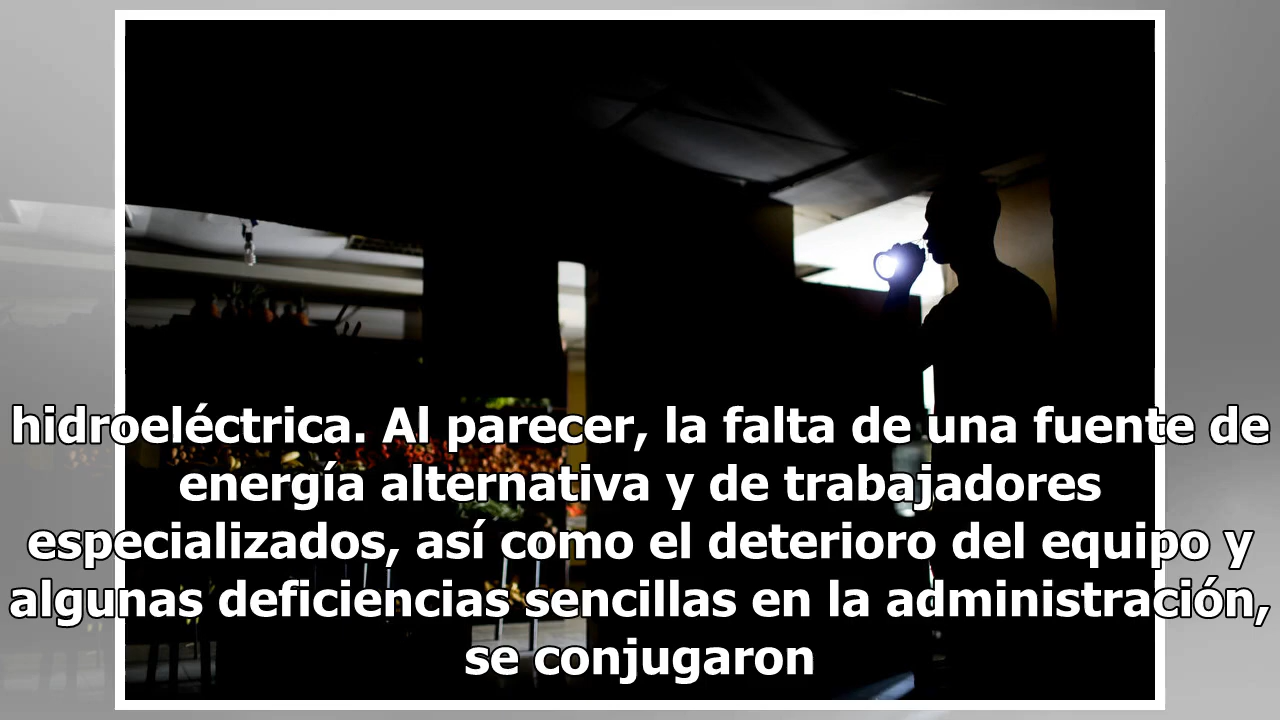 hidroeléctrica. Al parecer, la falta de una fuente de
energía alternativa y de trabajadores
especializados, así como el deterioro del equipo y
algunas deficiencias sencillas en la administración,
se conjugaron